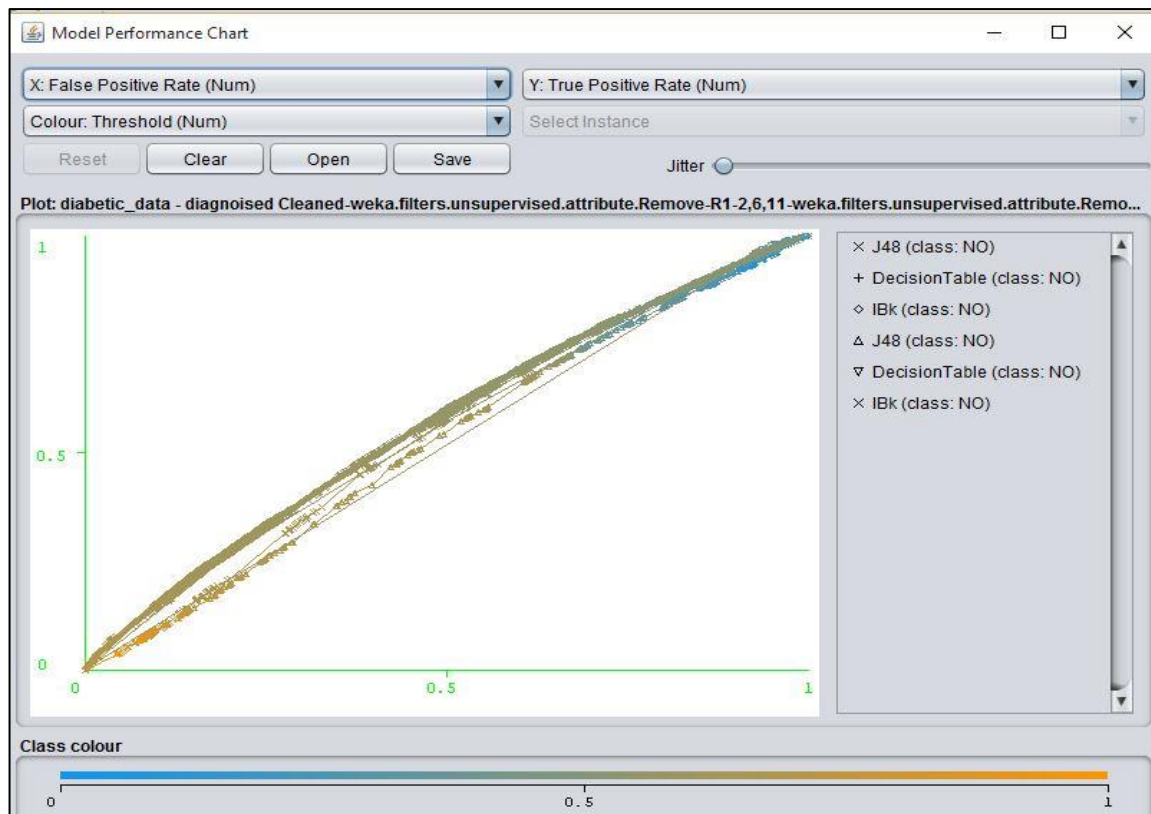 Model Performance Chart
X: False Positive Rate (Num) Y: True Positive Rate (Num)
Colour: Threshold (Num) Select Instance
Reset Clear Open Save Jitter
Plot: diabetic_data - diagnoised Cleaned-weka.filters.unsupervised.attribute.Remove-R1-2,6,11-weka.filters.unsupervised.attribute.Remo...
1
0.5
0
0 0.5 1
× J48 (class: NO)
+ DecisionTable (class: NO)
◇ IBk (class: NO)
△ J48 (class: NO)
▽ DecisionTable (class: NO)
× IBk (class: NO)
Class colour
0 0.5 1